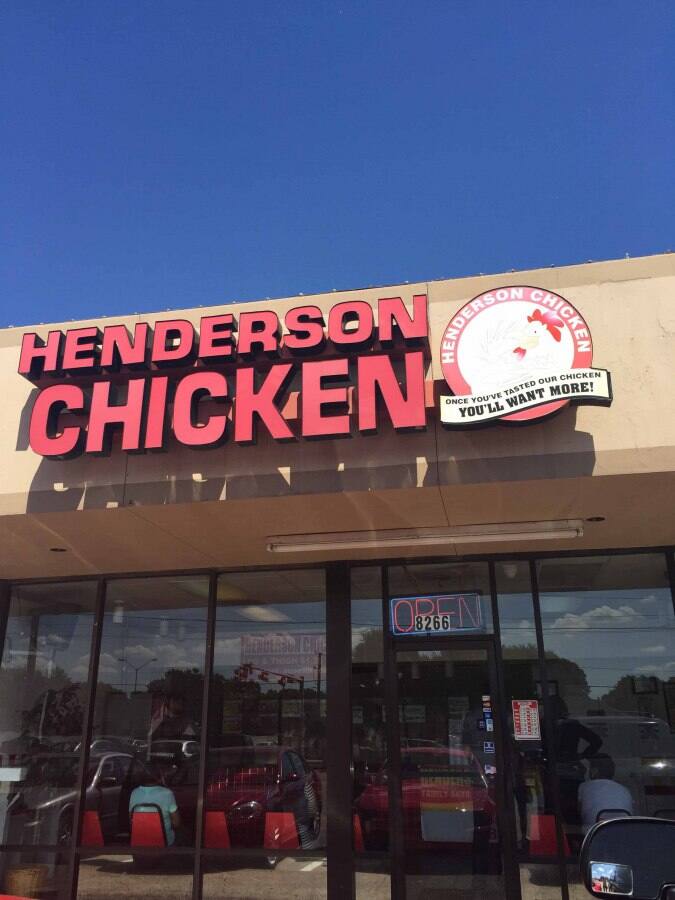 HENDERSON
CHICKEN
HENDERSON CHICKEN
ONCE YOU'VE TASTED OUR CHICKEN
YOU'LL WANT MORE!
OPEN
8266